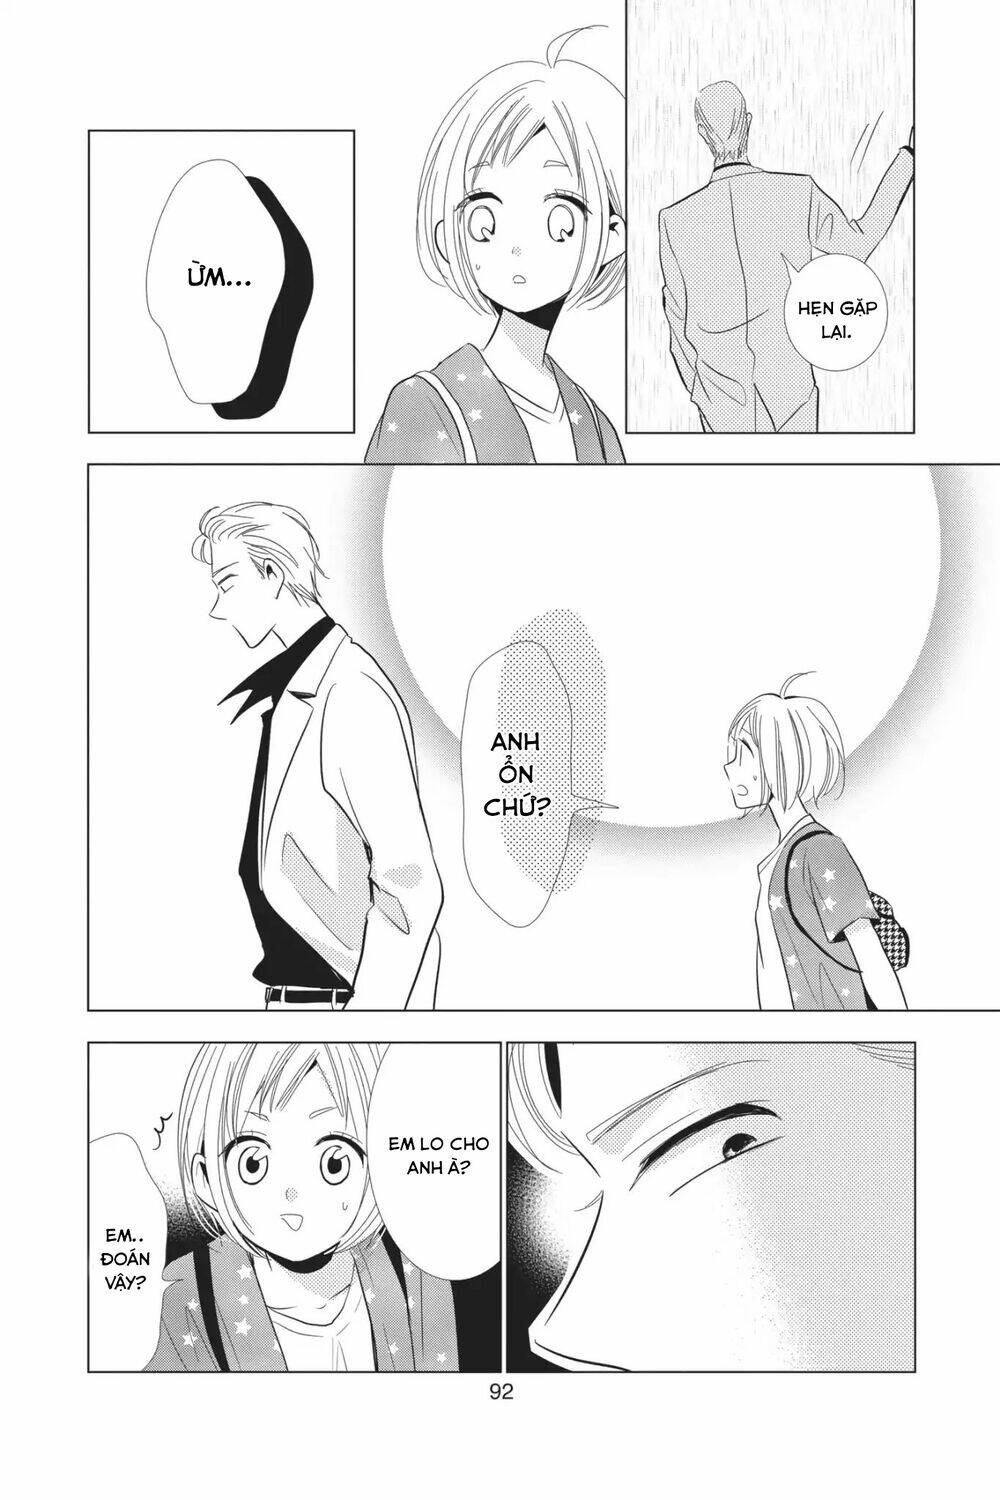 HẸN GẶP
LẠI.
ỪM...
ANH
ỔN
CHỨ?
EM LO CHO
ANH À?
EM..
ĐOÁN
VẬY?
92